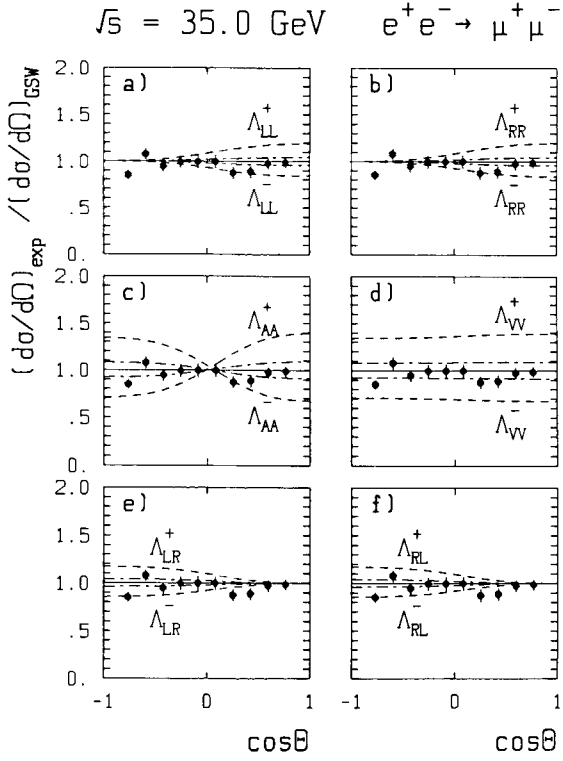 √s = 35.0 GeV e⁺e⁻ → μ⁺μ⁻
(dσ/dΩ)exp /(dσ/dΩ)GSW
2.0
1.5
1.0
.5
0.
a)
Λ⁺LL
Λ⁻LL
b)
Λ⁺RR
Λ⁻RR
2.0
1.5
1.0
.5
0.
c)
Λ⁺AA
Λ⁻AA
d)
Λ⁺VV
Λ⁻VV
2.0
1.5
1.0
.5
0.
e)
Λ⁺LR
Λ⁻LR
f)
Λ⁺RL
Λ⁻RL
-1 0 1 -1 0 1
cosΘ cosΘ